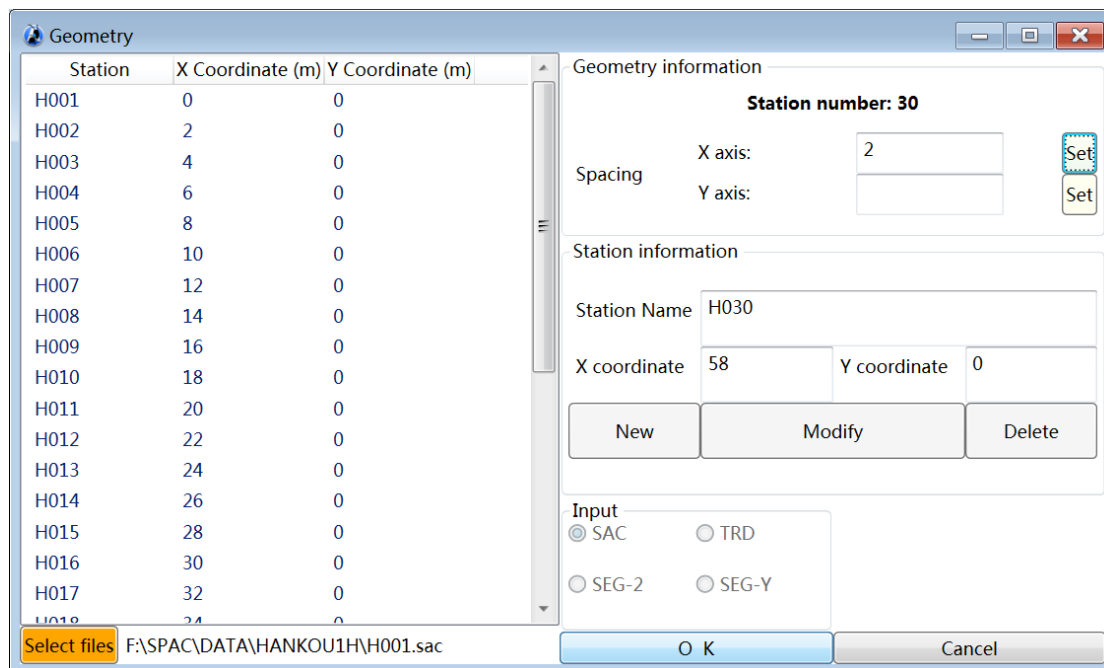 Geometry
Station X Coordinate (m) Y Coordinate (m)
H001 0 0
H002 2 0
H003 4 0
H004 6 0
H005 8 0
H006 10 0
H007 12 0
H008 14 0
H009 16 0
H010 18 0
H011 20 0
H012 22 0
H013 24 0
H014 26 0
H015 28 0
H016 30 0
H017 32 0
H018 34 0
Select files F:\SPAC\DATA\HANKOU1H\H001.sac
Geometry information
Station number: 30
Spacing
X axis: 2 Set
Y axis: Set
Station information
Station Name H030
X coordinate 58 Y coordinate 0
New Modify Delete
Input
SAC TRD
SEG-2 SEG-Y
O K Cancel